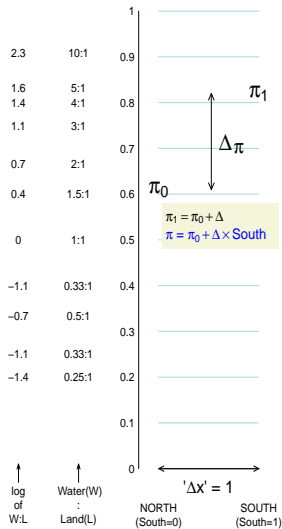 1
2.3 10:1 0.9
1.6 5:1
1.4 4:1 0.8 π1
1.1 3:1
0.7 Δπ
0.7 2:1
0.4 1.5:1 0.6 π0
π1 = π0 + Δ
π = π0 + Δ × South
0 1:1 0.5
−1.1 0.33:1 0.4
−0.7 0.5:1
0.3
−1.1 0.33:1
−1.4 0.25:1 0.2
0.1
0
'Δx' = 1
log Water(W)
of :
W:L Land(L)
NORTH SOUTH
(South=0) (South=1)